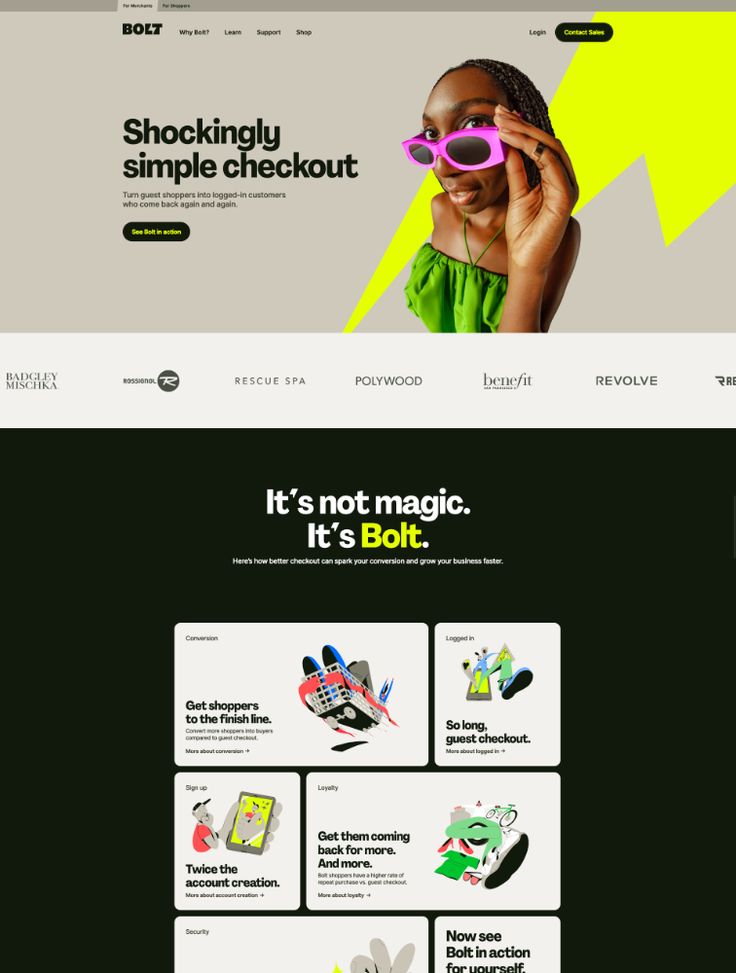 For Merchants
For Shoppers
BOLT
Why Bolt?
Learn
Support
Shop
Login
Contact Sales
Shockingly
simple checkout
Turn guest shoppers into logged-in customers
who come back again and again.
See Bolt in action
BADGLEY
MISCHKA
ROSSIGNOL
RESCUE SPA
POLYWOOD
benefit
SAN FRANCISCO
REVOLVE
It´s not magic.
It´s Bolt.
Here's how better checkout can spark your conversion and grow your business faster.
Conversion
Get shoppers
to the finish line.
Convert more shoppers into buyers
compared to guest checkout.
More about conversion →
Logged in
So long,
guest checkout.
More about logged in →
Sign up
Twice the
account creation.
More about account creation →
Loyalty
Get them coming
back for more.
And more.
Bolt shoppers have a higher rate of
repeat purchase vs. guest checkout.
More about loyalty →
Security
Now see
Bolt in action
for yourself.